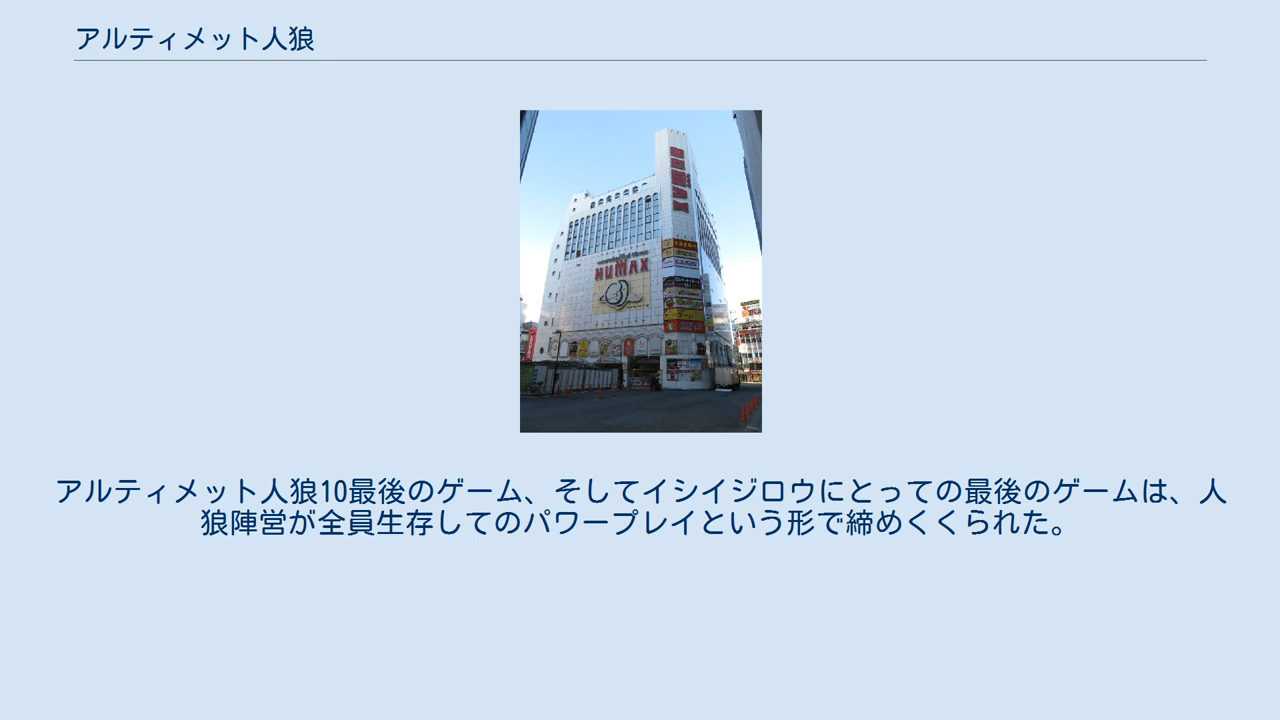 アルティメット人狼
HUMAX
HUMAX
アルティメット人狼10最後のゲーム、そしてイシイジロウにとっての最後のゲームは、人
狼陣営が全員生存してのパワープレイという形で締めくくられた。